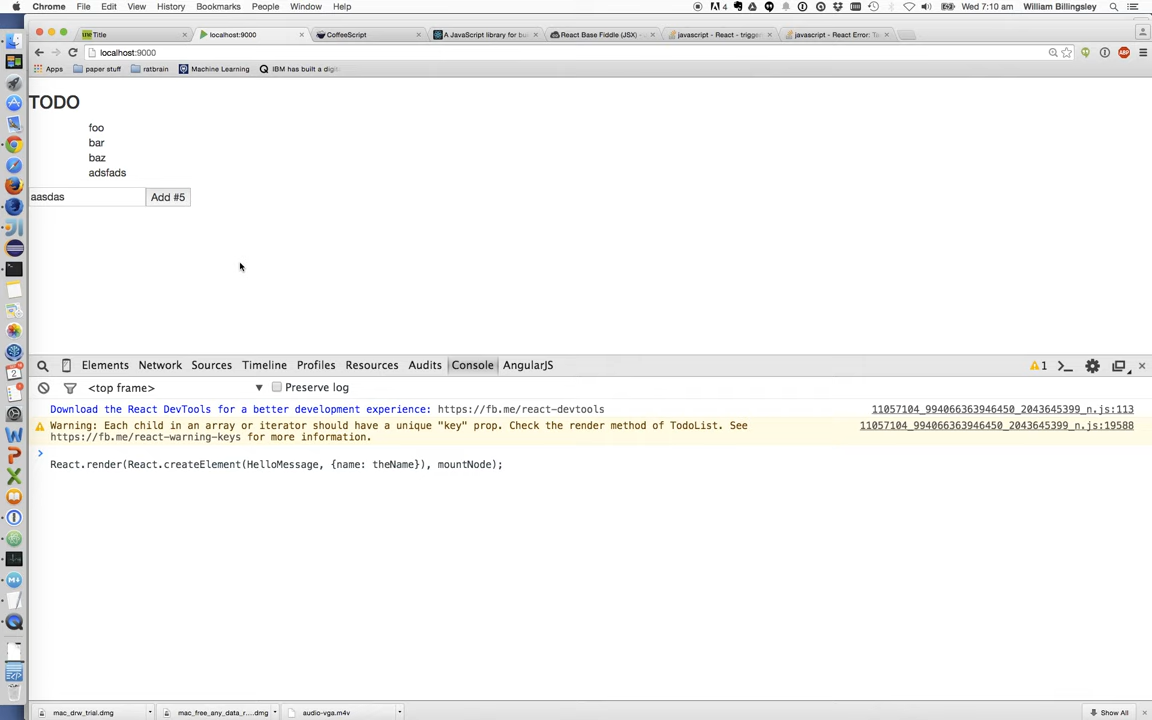 Chrome File Edit View History Bookmarks People Window Help 4 Wed 7:10 am William Billingsley
Title localhost:9000 CoffeeScript A JavaScript library for bui React Base Fiddle (JSX) - javascript - React - trigger javascript - React Error: To
localhost:9000
Apps paper stuff ratbrain Machine Learning IBM has built a digi
TODO
foo
bar
baz
adsfads
aasdas Add #5
Elements Network Sources Timeline Profiles Resources Audits Console AngularJS 1
<top frame> Preserve log
Download the React DevTools for a better development experience: https://fb.me/react-devtools 11057104_994066363946450_2043645399_n.js:113
Warning: Each child in an array or iterator should have a unique "key" prop. Check the render method of TodoList. See 11057104_994066363946450_2043645399_n.js:19588
https://fb.me/react-warning-keys for more information.
React.render(React.createElement(HelloMessage, {name: theName}), mountNode);
mac_drw_trial.dmg mac_free_any_data_r....dmg audio-vga.m4v Show All